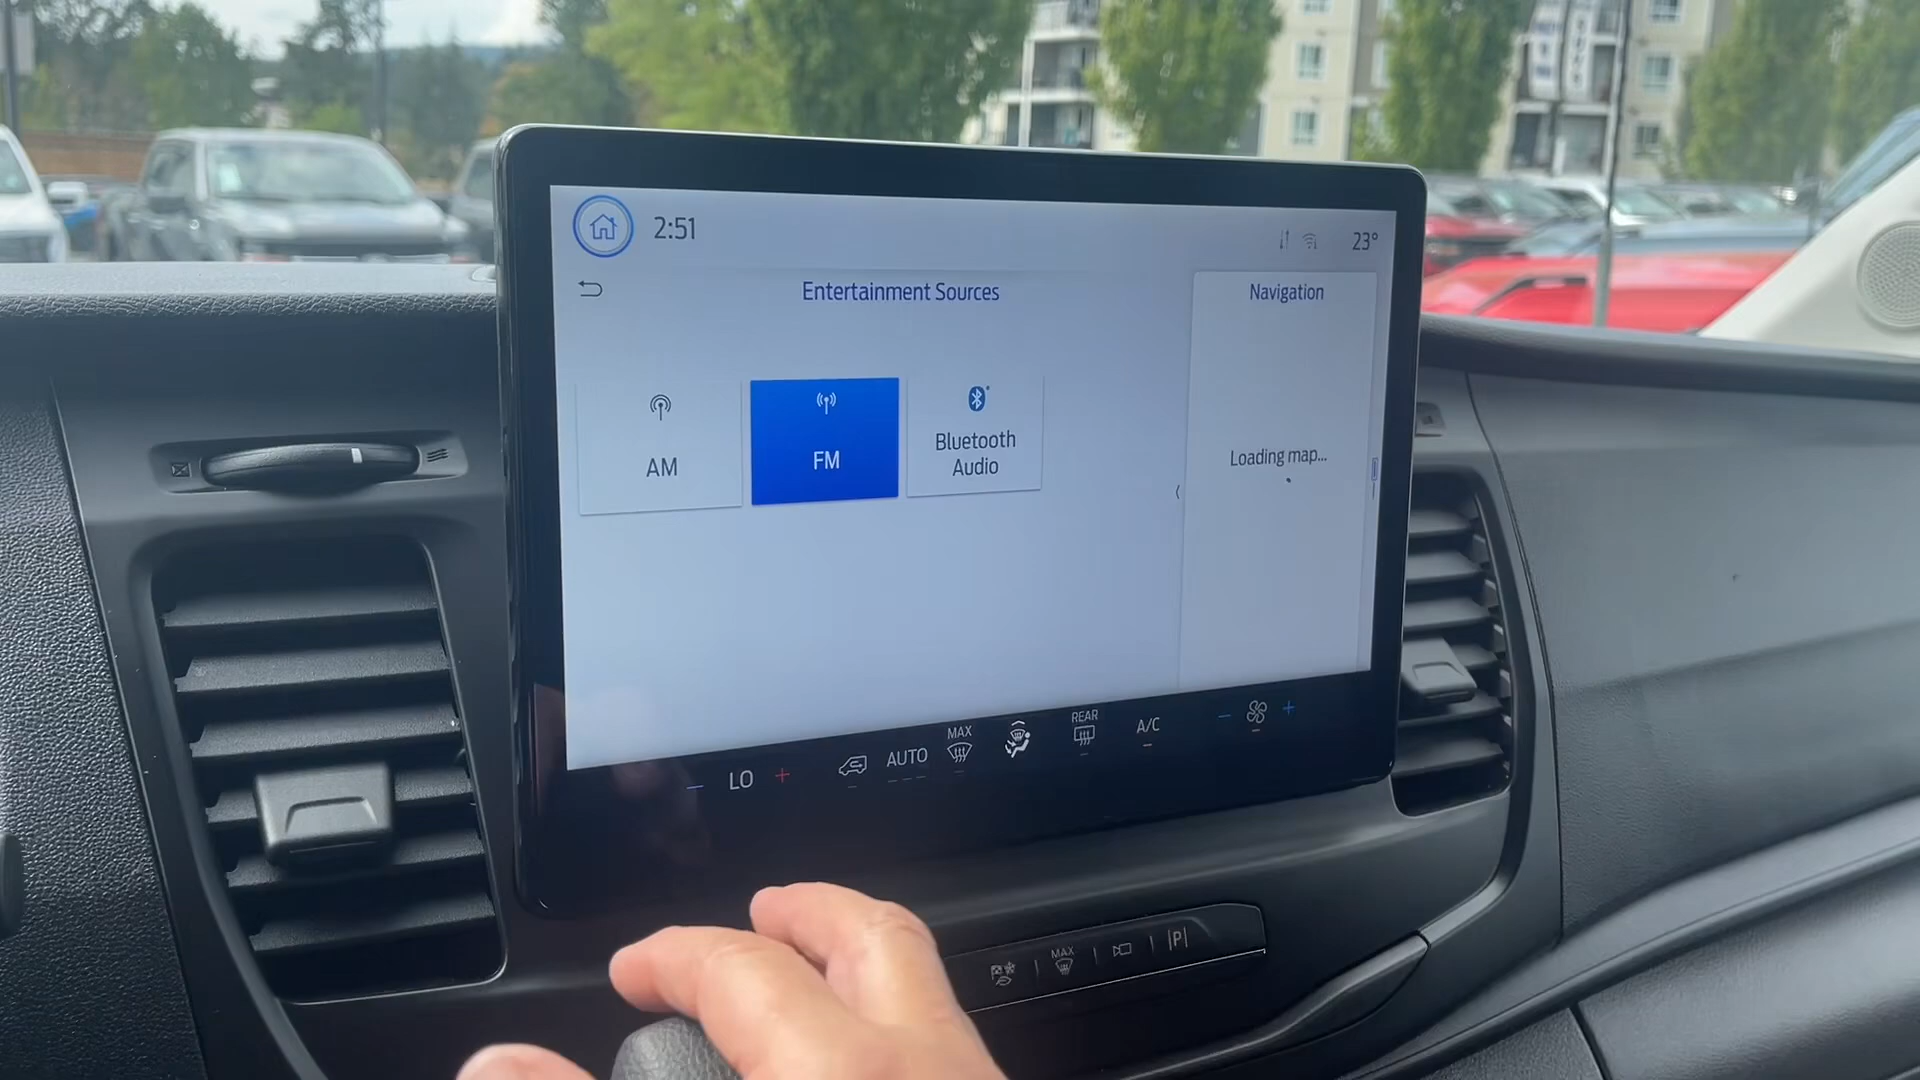 2:51
23°
Entertainment Sources
Navigation
AM
FM
Bluetooth
Audio
Loading map...
LO
AUTO
MAX
REAR
A/C
MAX
P